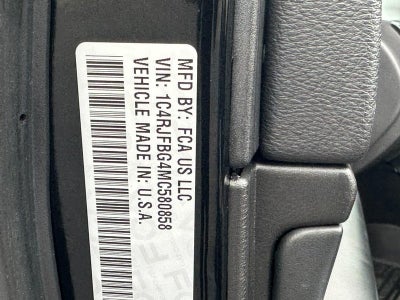 MFD BY: FCA US LLC
VIN: 1C4RJFBG4MC580858
VEHICLE MADE IN: U.S.A.